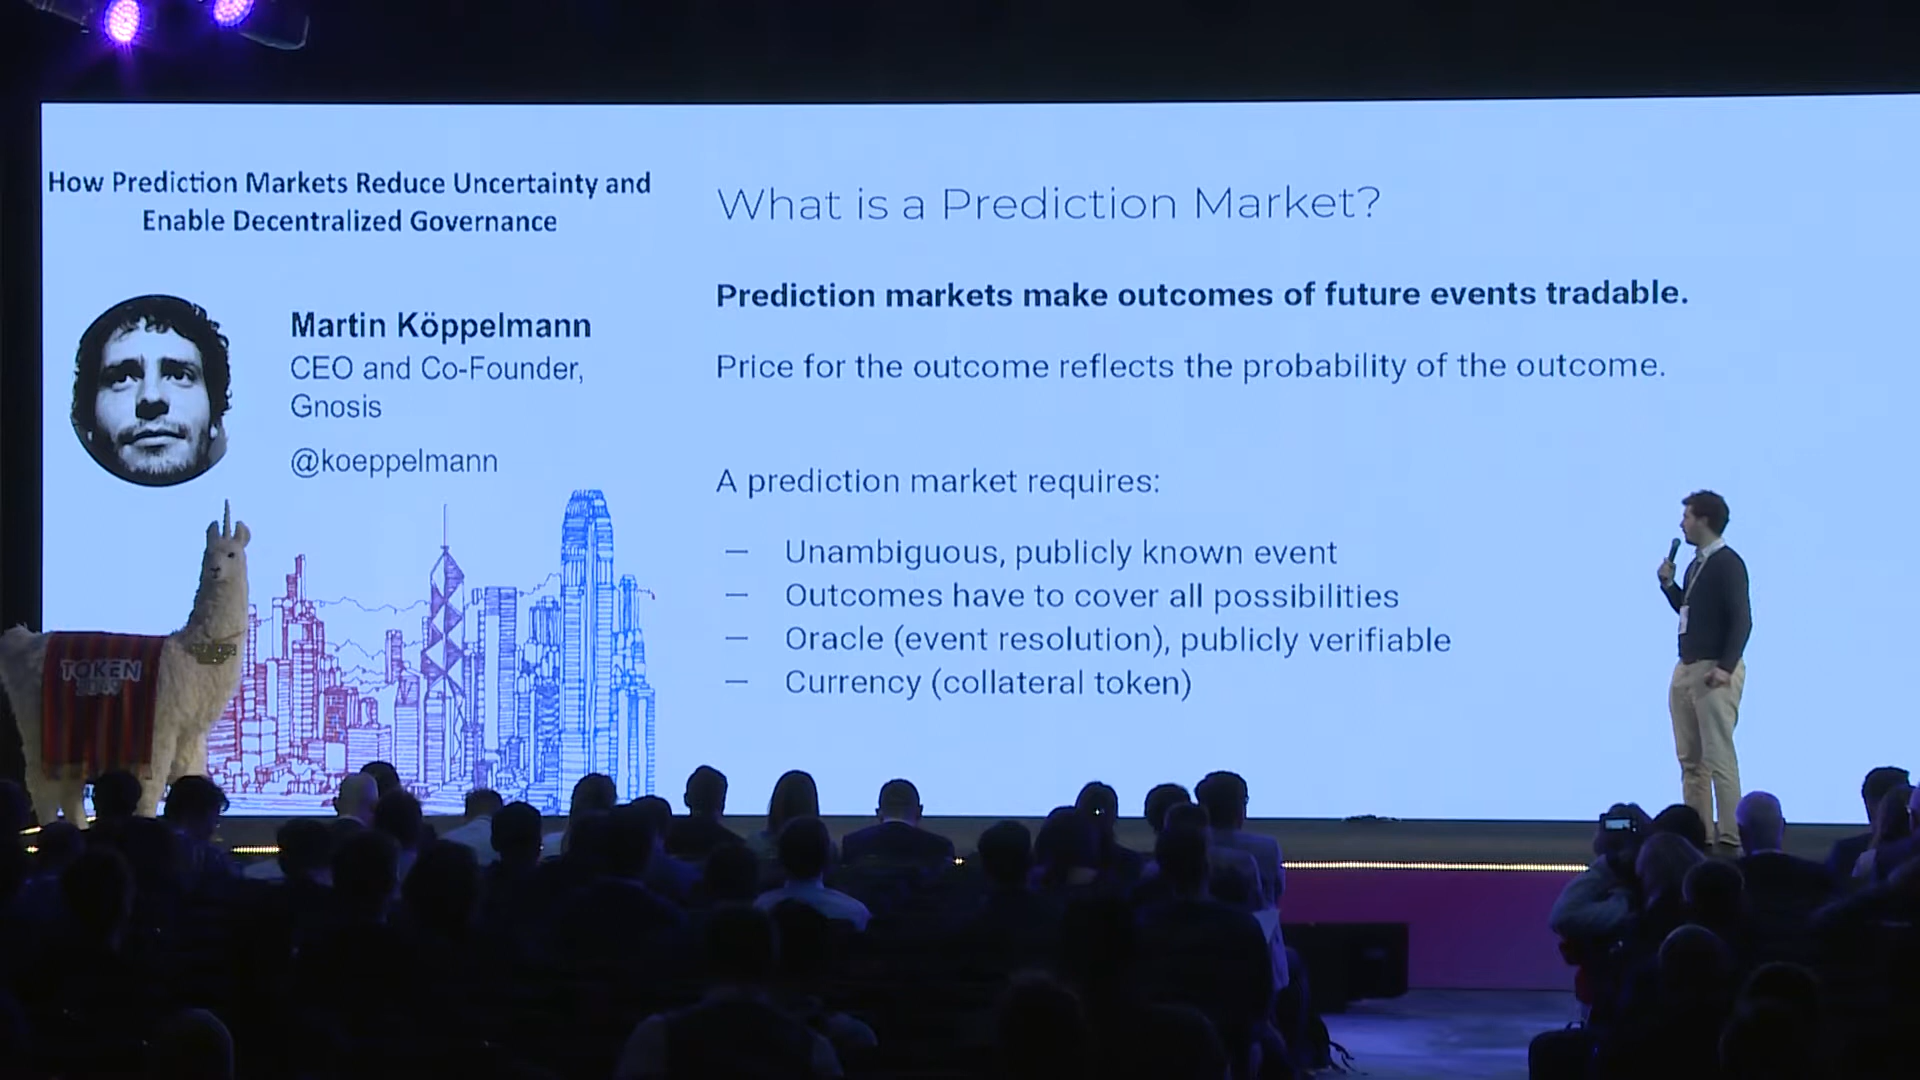 How Prediction Markets Reduce Uncertainty and
Enable Decentralized Governance
Martin Köppelmann
CEO and Co-Founder,
Gnosis
@koeppelmann
TOKEN
2049
What is a Prediction Market?
Prediction markets make outcomes of future events tradable.
Price for the outcome reflects the probability of the outcome.
A prediction market requires:
— Unambiguous, publicly known event
— Outcomes have to cover all possibilities
— Oracle (event resolution), publicly verifiable
— Currency (collateral token)